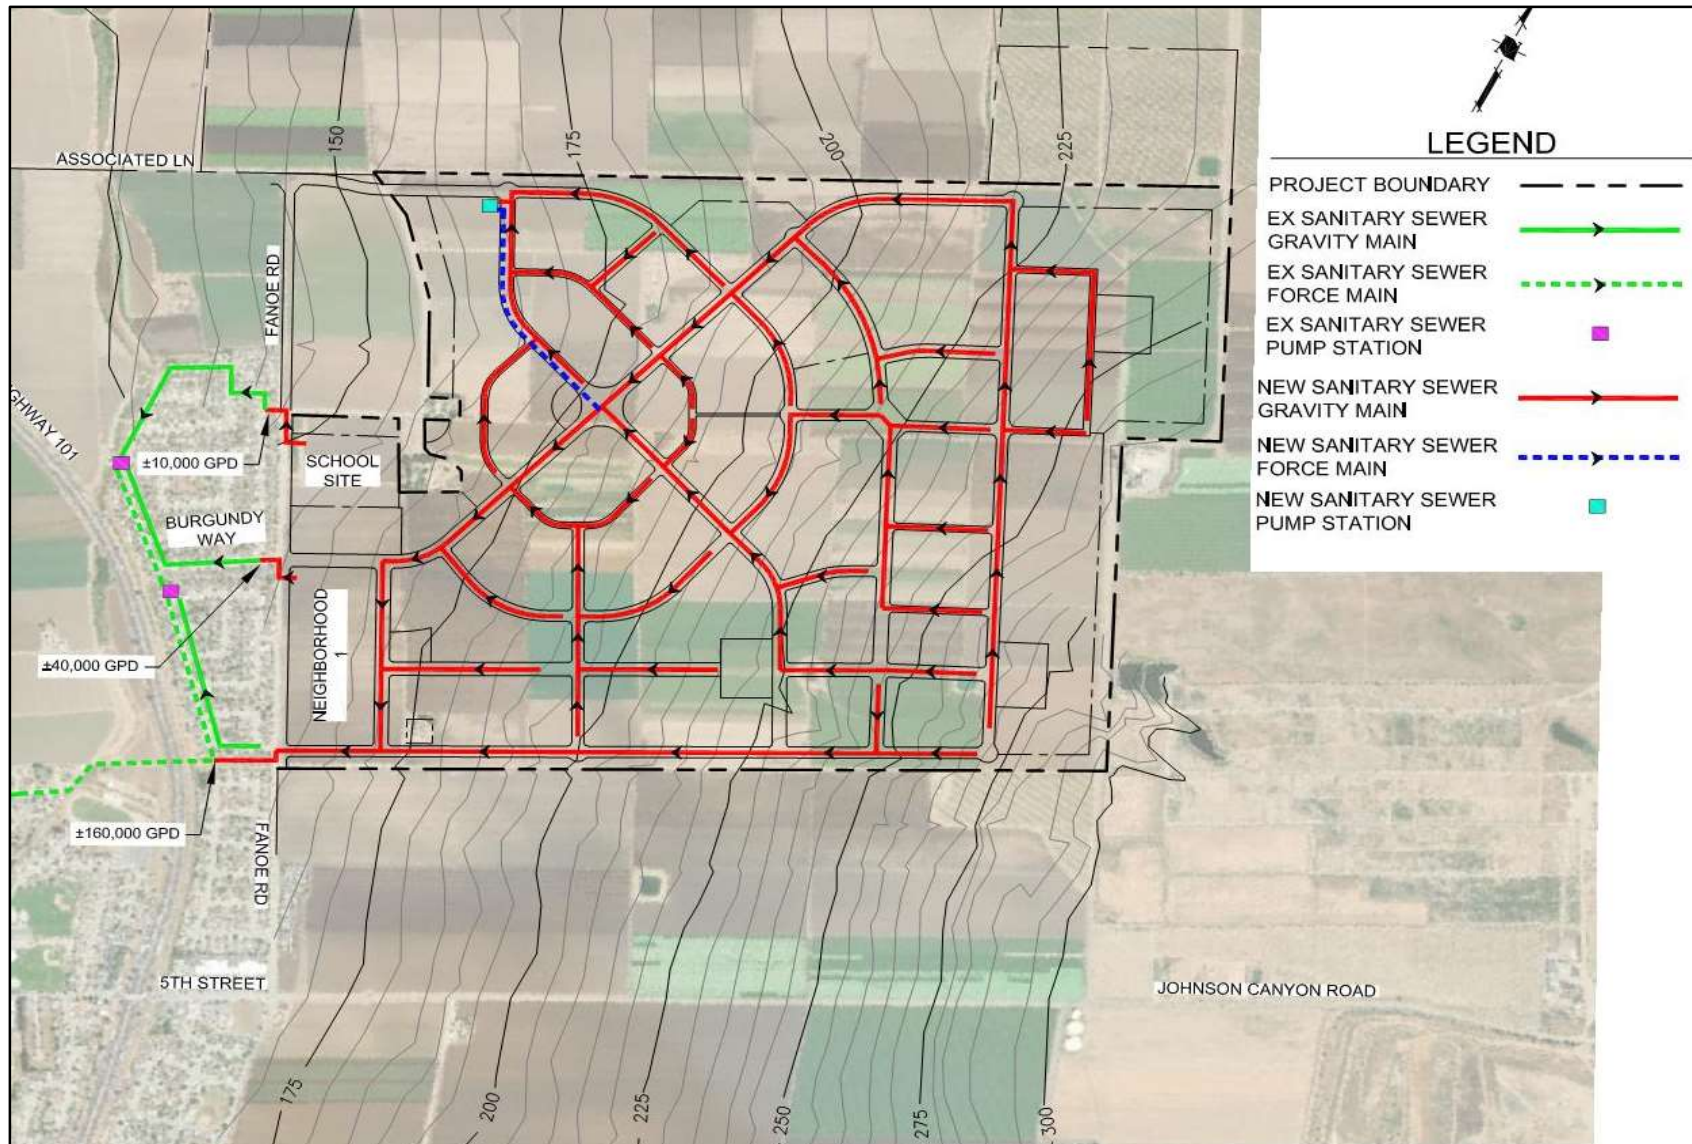 ASSOCIATED LN
150
175
200
225
FANOE RD
HIGHWAY 101
±10,000 GPD
SCHOOL
SITE
BURGUNDY
WAY
±40,000 GPD
NEIGHBORHOOD
1
±160,000 GPD
FANOE RD
5TH STREET
JOHNSON CANYON ROAD
175
200
225
250
275
300
LEGEND
PROJECT BOUNDARY
EX SANITARY SEWER
GRAVITY MAIN
EX SANITARY SEWER
FORCE MAIN
EX SANITARY SEWER
PUMP STATION
NEW SANITARY SEWER
GRAVITY MAIN
NEW SANITARY SEWER
FORCE MAIN
NEW SANITARY SEWER
PUMP STATION